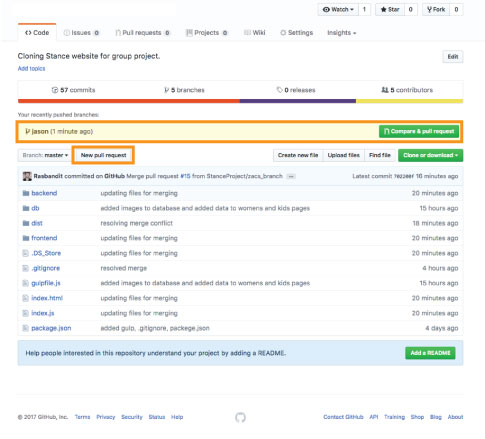 Watch 1 Star 0 Fork 0
Code Issues 0 Pull requests 0 Projects 0 Wiki Settings Insights
Cloning Stance website for group project. Edit
Add topics
57 commits 5 branches 0 releases 5 contributors
Your recently pushed branches:
jason (1 minute ago) Compare & pull request
Branch: master New pull request Create new file Upload files Find file Clone or download
Rasbandit committed on GitHub Merge pull request #15 from StanceProject/zacs_branch ... Latest commit 16 minutes ago
backend updating files for merging 20 minutes ago
db added images to database and added data to womens and kids pages 15 hours ago
dist resolving merge conflict 18 minutes ago
frontend updating files for merging 20 minutes ago
.DS_Store updating files for merging 20 minutes ago
.gitignore resolved merge 4 hours ago
gulpfile.js added images to database and added data to womens and kids pages 15 hours ago
index.html updating files for merging 20 minutes ago
index.js updating files for merging 20 minutes ago
package.json added gulp, .gitignore, packege.json 4 days ago
Help people interested in this repository understand your project by adding a README. Add a README
© 2017 GitHub, Inc. Terms Privacy Security Status Help Contact GitHub API Training Shop Blog About